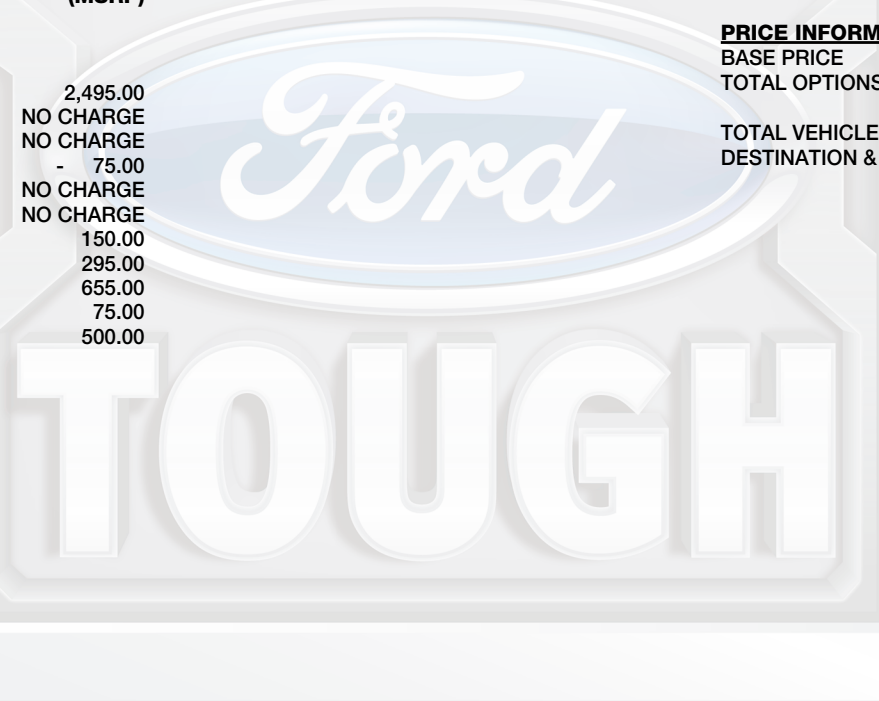 (MSRP)
2,495.00
NO CHARGE
NO CHARGE
- 75.00
NO CHARGE
NO CHARGE
150.00
295.00
655.00
75.00
500.00
PRICE INFORM
BASE PRICE
TOTAL OPTIONS
TOTAL VEHICLE
DESTINATION &
Ford
TOUGH